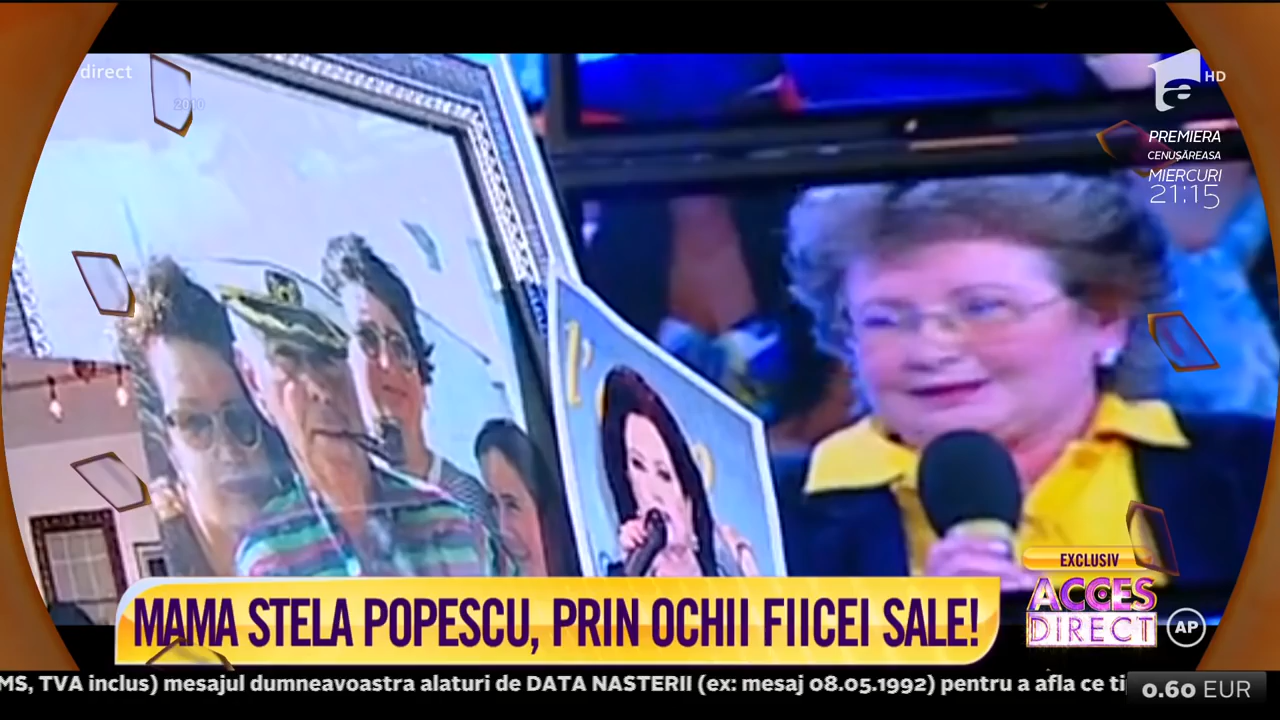 direct
2010
HD
PREMIERA
CENUȘĂREASA
MIERCURI
21:15
EXCLUSIV
ACCES
DIRECT
AP
MAMA STELA POPESCU, PRIN OCHII FIICEI SALE!
MS, TVA inclus) mesajul dumneavoastra alaturi de DATA NASTERII (ex: mesaj 08.05.1992) pentru a afla ce ti
0.60 EUR